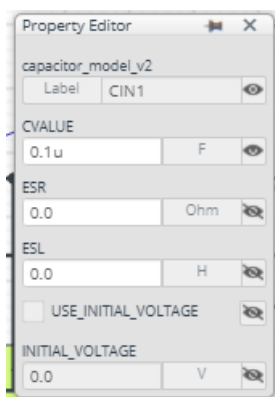 Property Editor
capacitor_model_v2
Label CIN1
CVALUE
0.1u F
ESR
0.0 Ohm
ESL
0.0 H
USE_INITIAL_VOLTAGE
INITIAL_VOLTAGE
0.0 V